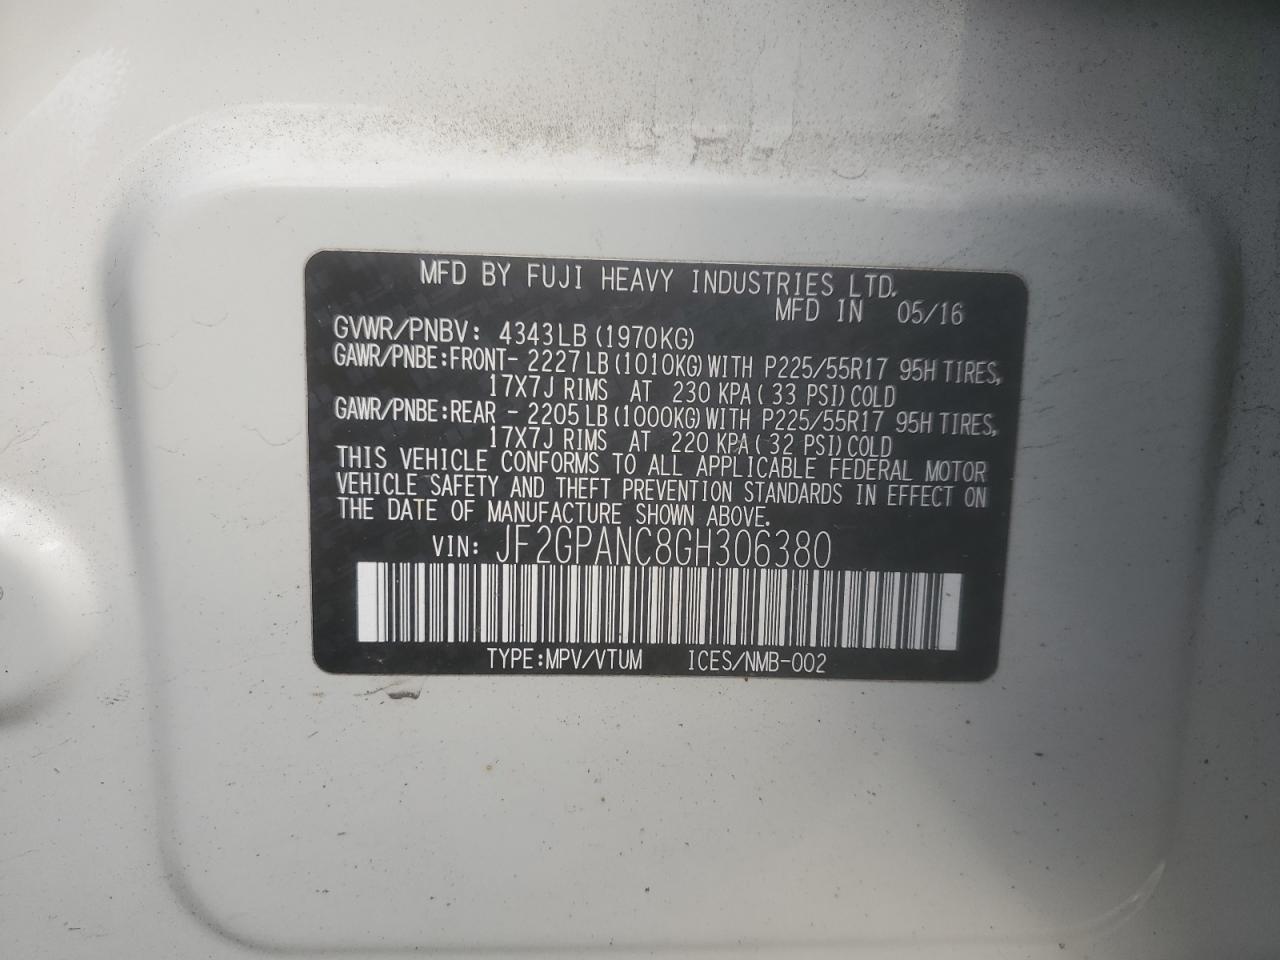 MFD BY FUJI HEAVY INDUSTRIES LTD.
MFD IN 05/16
GVWR/PNBV: 4343LB(1970KG)
GAWR/PNBE:FRONT- 2227LB(1010KG)WITH P225/55R17 95H TIRES,
17X7J RIMS AT 230 KPA( 33 PSI)COLD
GAWR/PNBE:REAR - 2205LB(1000KG)WITH P225/55R17 95H TIRES,
17X7J RIMS AT 220 KPA( 32 PSI)COLD
THIS VEHICLE CONFORMS TO ALL APPLICABLE FEDERAL MOTOR
VEHICLE SAFETY AND THEFT PREVENTION STANDARDS IN EFFECT ON
THE DATE OF MANUFACTURE SHOWN ABOVE.
VIN: JF2GPANC8GH306380
TYPE:MPV/VTUM ICES/NMB-002